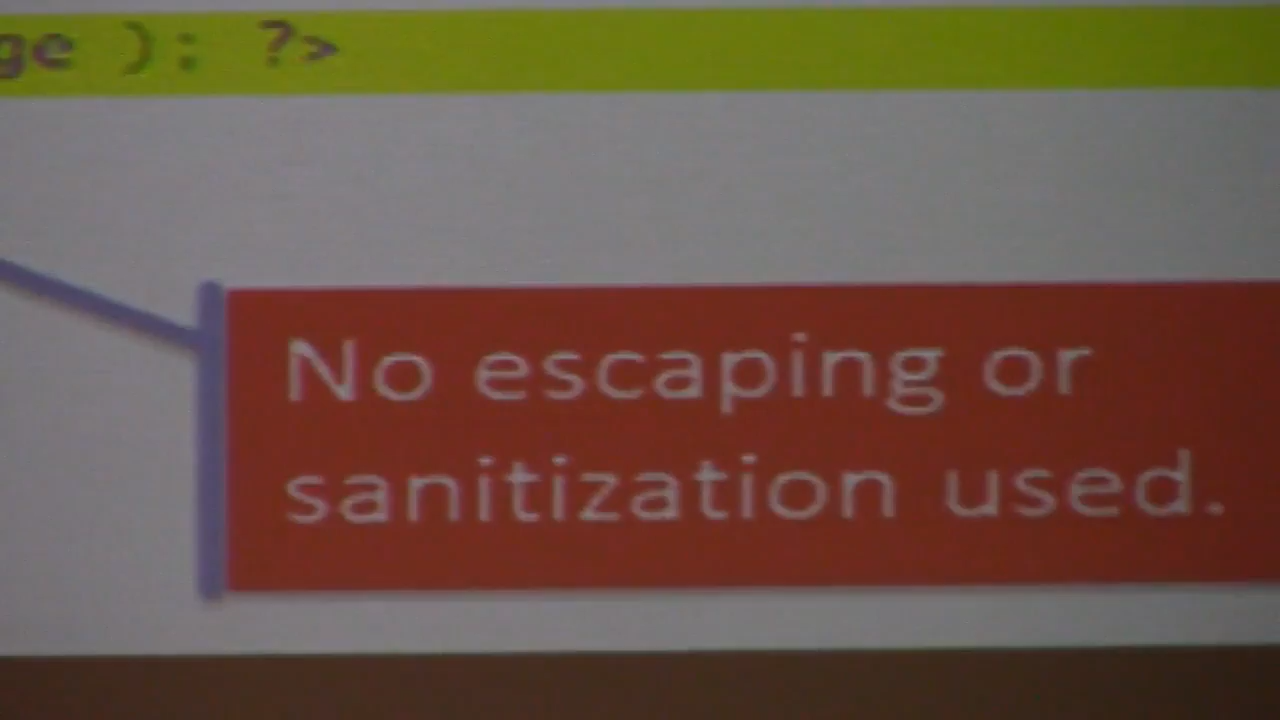 ge ); ?>
No escaping or
sanitization used.